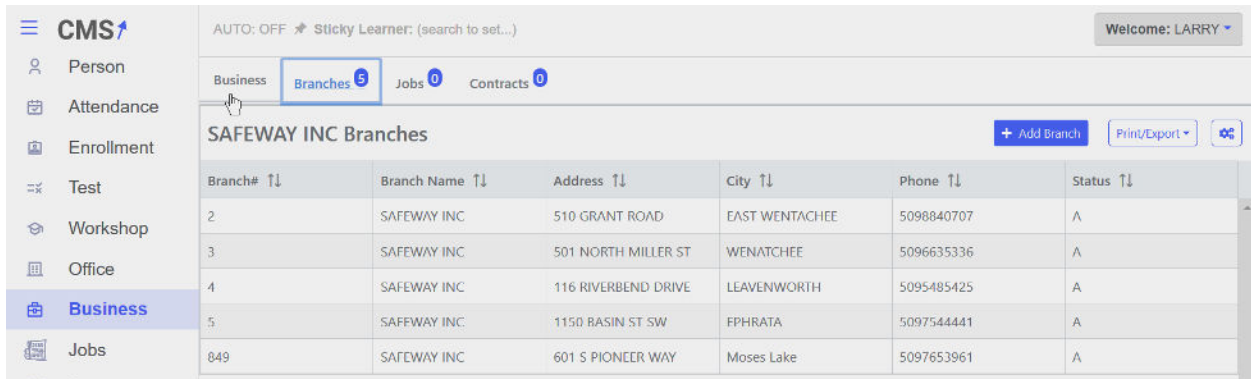 CMS
AUTO: OFF Sticky Learner: (search to set...)
Welcome: LARRY
Person
Attendance
Enrollment
Test
Workshop
Office
Business
Jobs
Business Branches 5 Jobs 0 Contracts 0
SAFEWAY INC Branches
+ Add Branch Print/Export
Branch# Branch Name Address City Phone Status
2 SAFEWAY INC 510 GRANT ROAD EAST WENTACHEE 5098840707 A
3 SAFEWAY INC 501 NORTH MILLER ST WENATCHEE 5096635336 A
4 SAFEWAY INC 116 RIVERBEND DRIVE LEAVENWORTH 5095485425 A
5 SAFEWAY INC 1150 BASIN ST SW EPHRATA 5097544441 A
849 SAFEWAY INC 601 S PIONEER WAY Moses Lake 5097653961 A